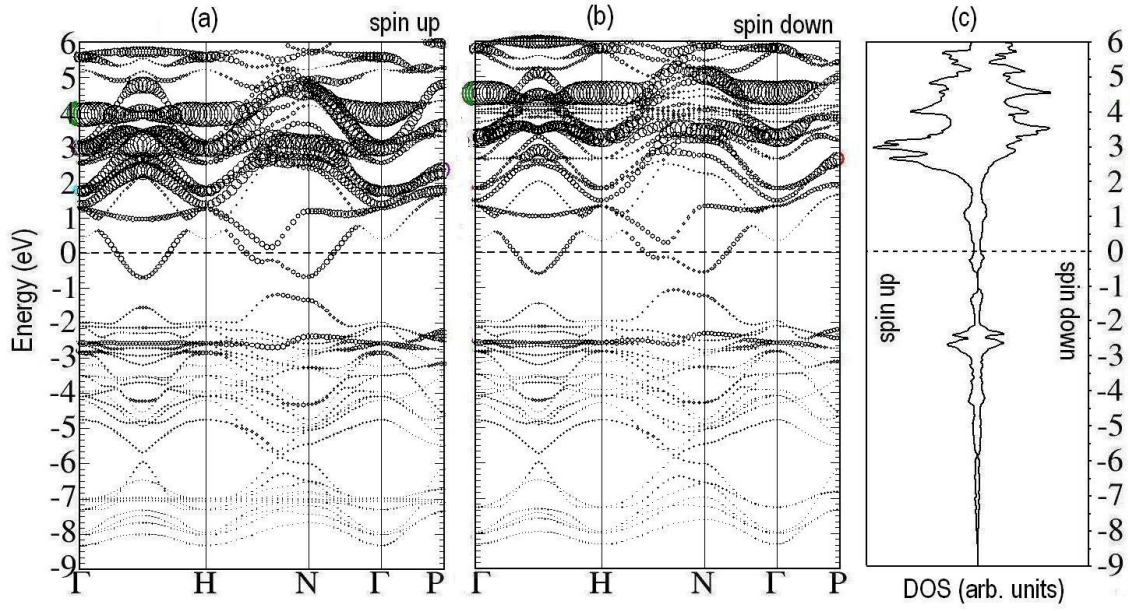 (a)
spin up
(b)
spin down
(c)
6
5
4
3
2
1
0
-1
-2
-3
-4
-5
-6
-7
-8
-9
Energy (eV)
Γ H N Γ P
Γ H N Γ P
6
5
4
3
2
1
0
-1
-2
-3
-4
-5
-6
-7
-8
-9
spin up
spin down
DOS (arb. units)